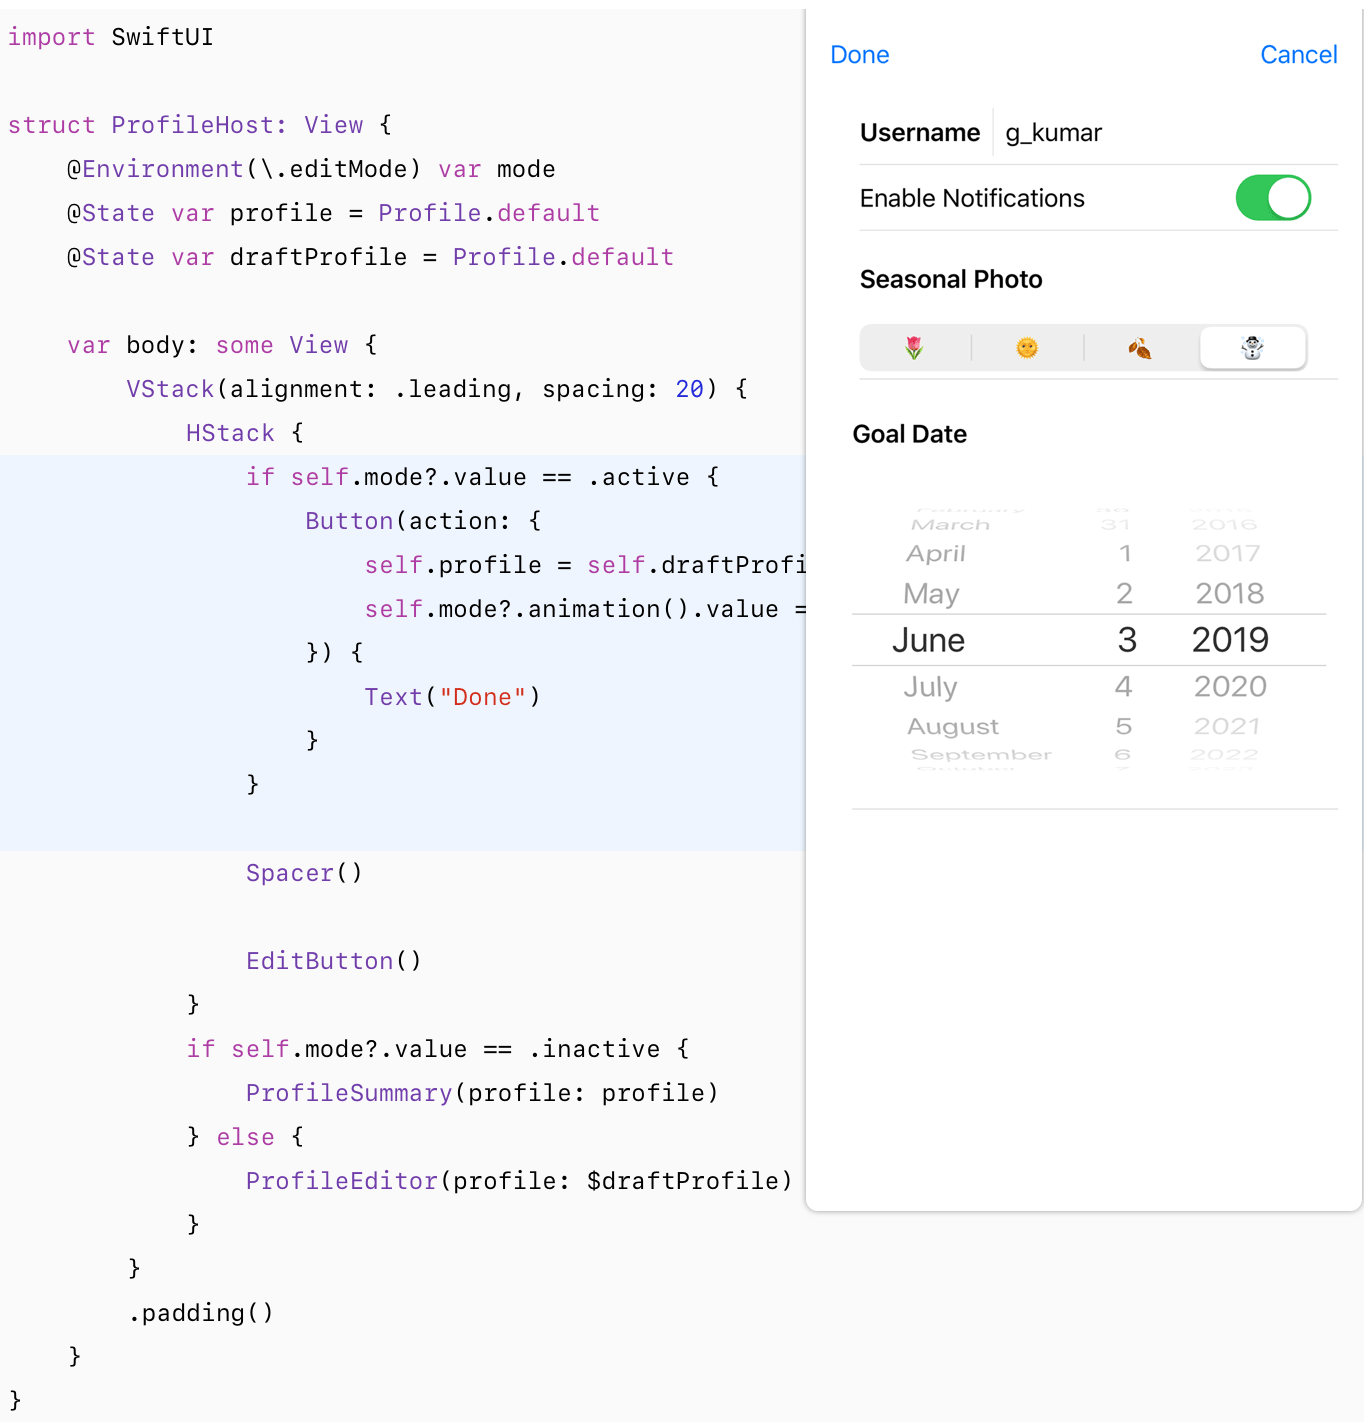 import SwiftUI
struct ProfileHost: View {
@Environment(\.editMode) var mode
@State var profile = Profile.default
@State var draftProfile = Profile.default
var body: some View {
VStack(alignment: .leading, spacing: 20) {
HStack {
if self.mode?.value == .active {
Button(action: {
self.profile = self.draftProfi
self.mode?.animation().value =
}) {
Text("Done")
}
}
Spacer()
EditButton()
}
if self.mode?.value == .inactive {
ProfileSummary(profile: profile)
} else {
ProfileEditor(profile: $draftProfile)
}
}
.padding()
}
}
Done Cancel
Username g_kumar
Enable Notifications
Seasonal Photo
Goal Date
February
March 31 2016
April 1 2017
May 2 2018
June 3 2019
July 4 2020
August 5 2021
September 6 2022